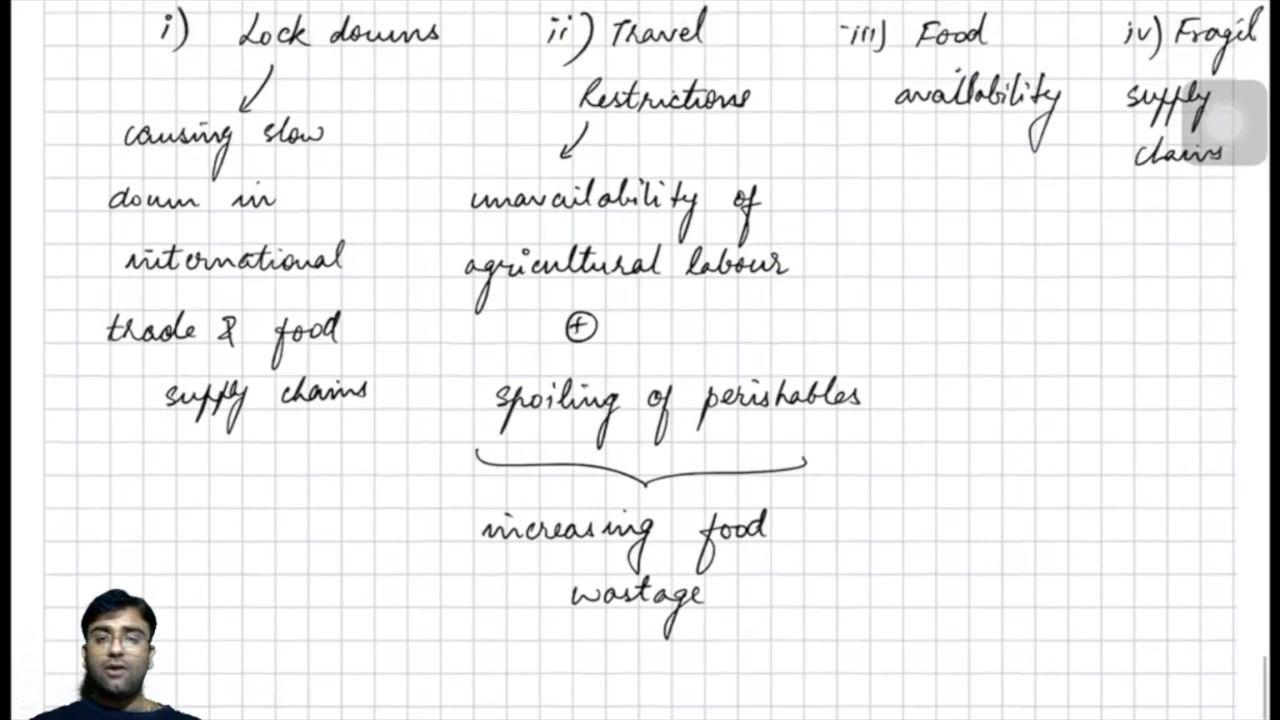 i) Lock downs
causing slow
down in
international
trade & food
supply chains
ii) Travel
Restrictions
unavailability of
agricultural labour
+
spoiling of perishables
increasing food
wastage
iii) Food
availability
iv) Fragil
supply
chains